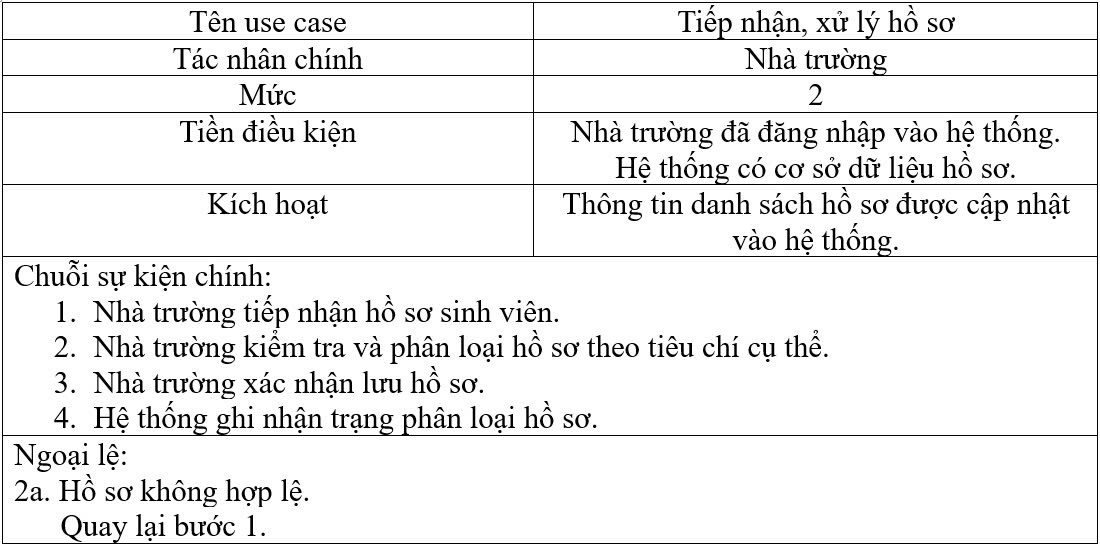 Tên use case
Tiếp nhận, xử lý hồ sơ
Tác nhân chính
Nhà trường
Mức
2
Tiền điều kiện
Nhà trường đã đăng nhập vào hệ thống.
Hệ thống có cơ sở dữ liệu hồ sơ.
Kích hoạt
Thông tin danh sách hồ sơ được cập nhật
vào hệ thống.
Chuỗi sự kiện chính:
1. Nhà trường tiếp nhận hồ sơ sinh viên.
2. Nhà trường kiểm tra và phân loại hồ sơ theo tiêu chí cụ thể.
3. Nhà trường xác nhận lưu hồ sơ.
4. Hệ thống ghi nhận trạng phân loại hồ sơ.
Ngoại lệ:
2a. Hồ sơ không hợp lệ.
Quay lại bước 1.